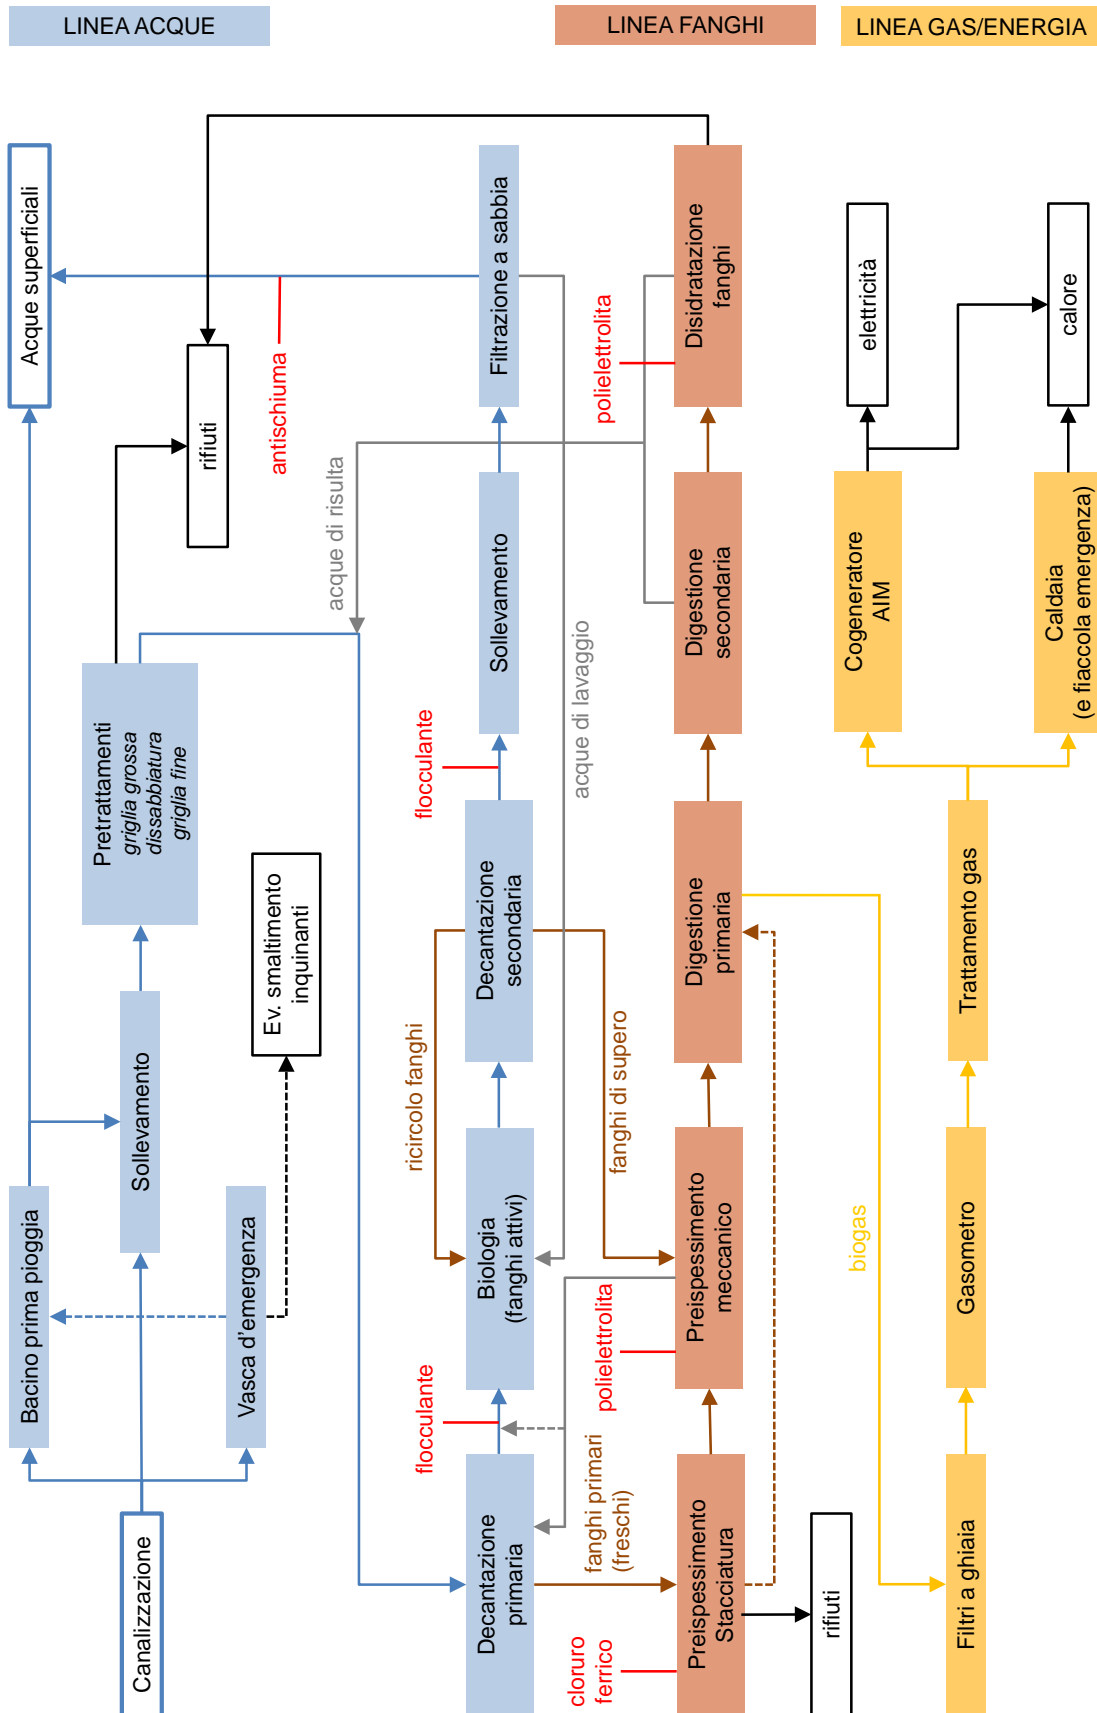 LINEA ACQUE
LINEA FANGHI
LINEA GAS/ENERGIA
Canalizzazione
Bacino prima pioggia
Vasca d'emergenza
Sollevamento
Ev. smaltimento
inquinanti
Pretrattamenti
griglia grossa
dissabbiatura
griglia fine
rifiuti
Acque superficiali
antischiuma
acque di risulta
Decantazione
primaria
flocculante
Biologia
(fanghi attivi)
ricircolo fanghi
Decantazione
secondaria
flocculante
Sollevamento
Filtrazione a sabbia
acque di lavaggio
fanghi primari
(freschi)
fanghi di supero
cloruro
ferrico
Preispessimento
Stacciatura
rifiuti
polielettrolita
Preispessimento
meccanico
Digestione
primaria
Digestione
secondaria
polielettrolita
Disidratazione
fanghi
biogas
Filtri a ghiaia
Gasometro
Trattamento gas
Cogeneratore
AIM
Caldaia
(e fiaccola emergenza)
elettricità
calore